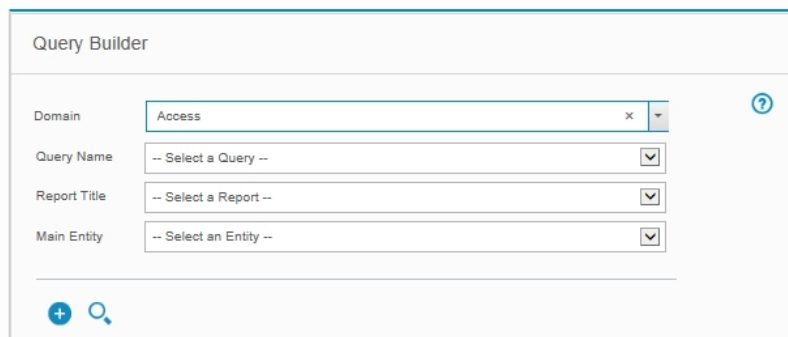 Query Builder
Domain Access
Query Name -- Select a Query --
Report Title -- Select a Report --
Main Entity -- Select an Entity --